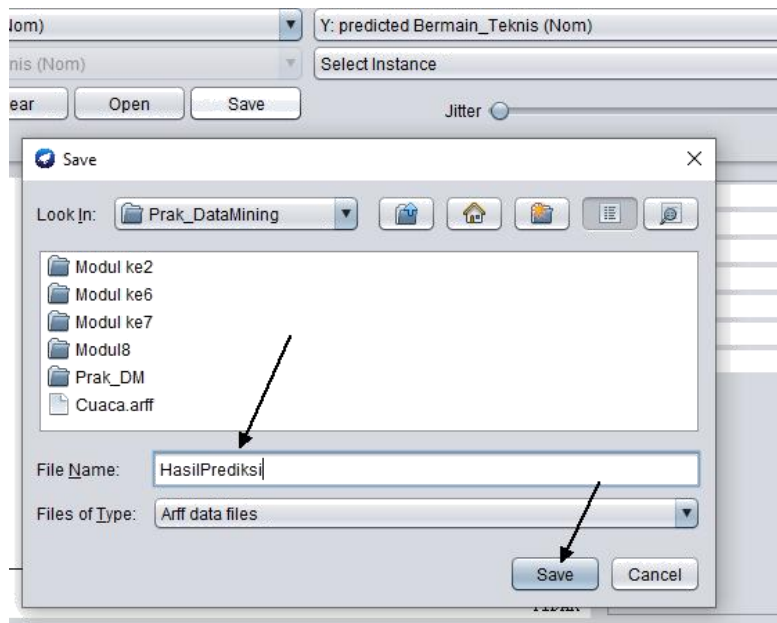 Nom)
Y: predicted Bermain_Teknis (Nom)
nis (Nom)
Select Instance
ear
Open
Save
Jitter
Save
Look In:
Prak_DataMining
Modul ke2
Modul ke6
Modul ke7
Modul8
Prak_DM
Cuaca.arff
File Name:
HasilPrediksi
Files of Type:
Arff data files
Save
Cancel